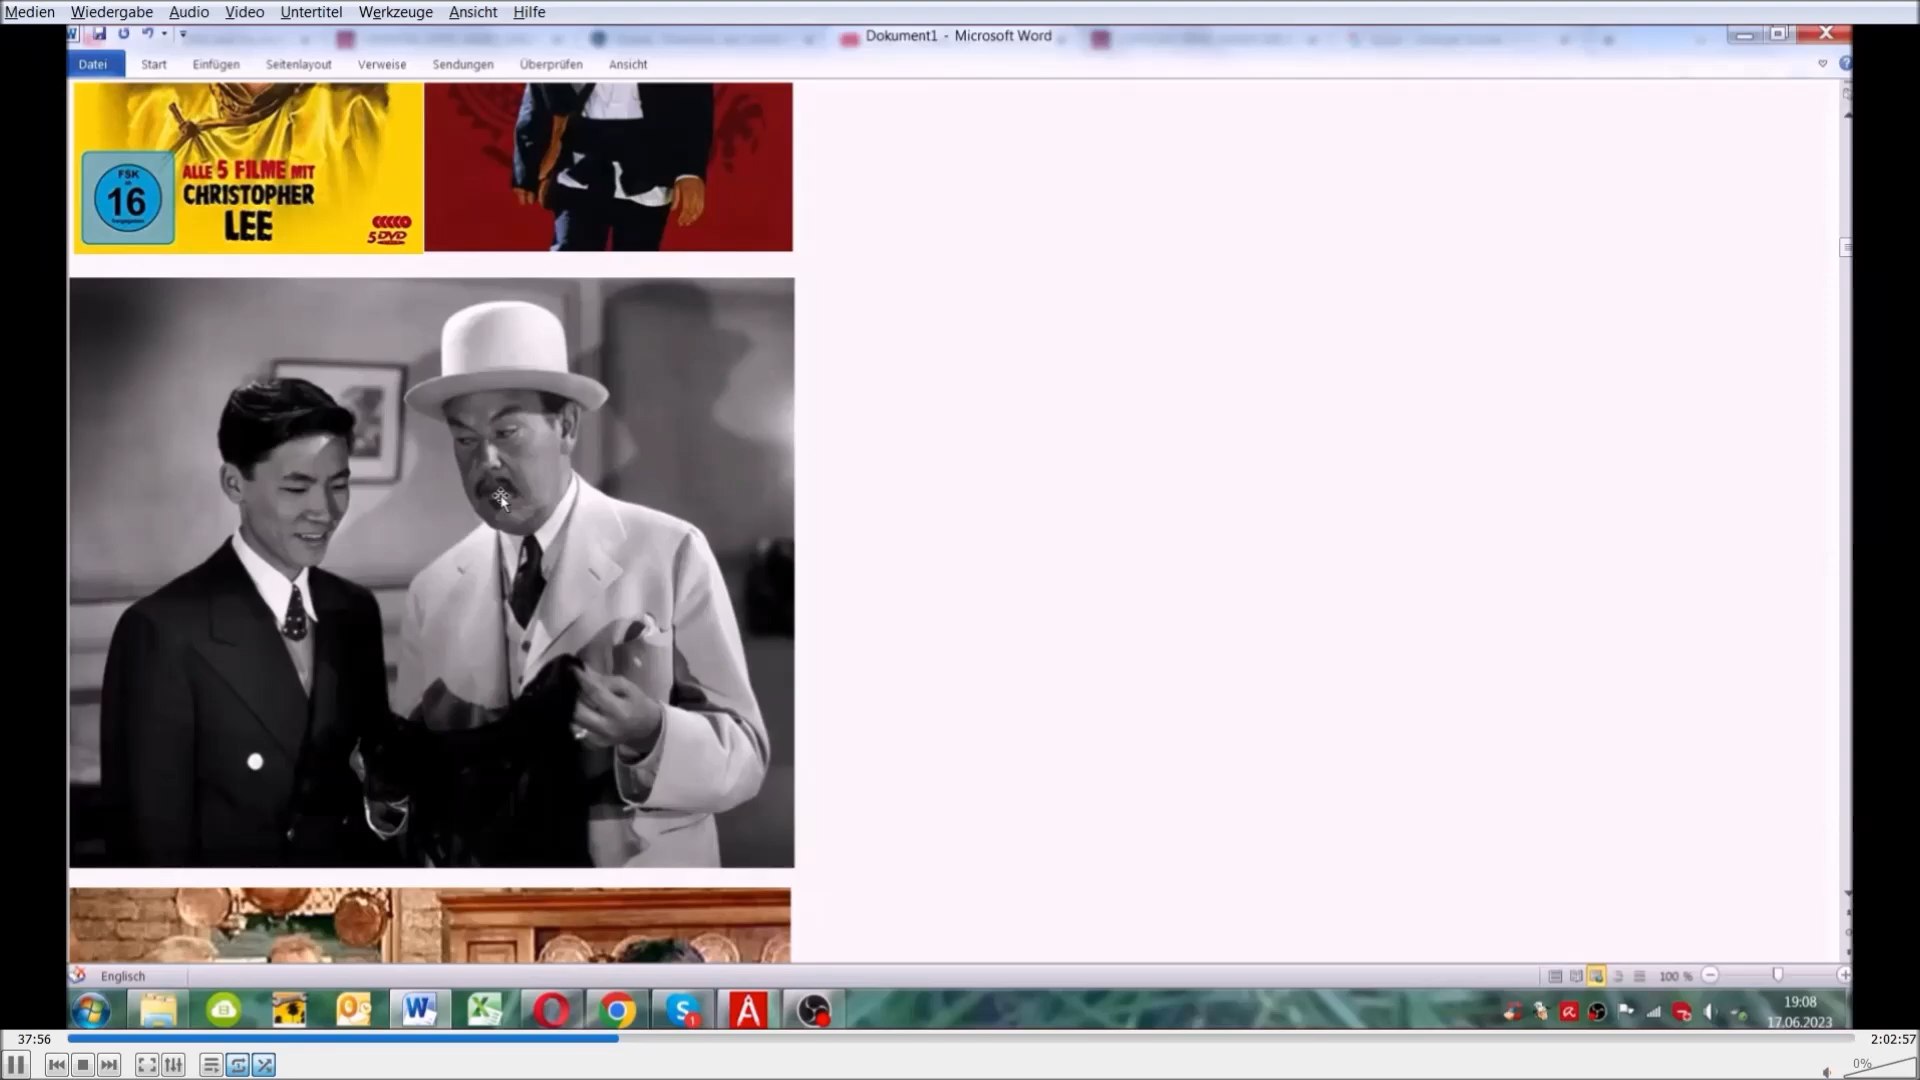 Medien Wiedergabe Audio Video Untertitel Werkzeuge Ansicht Hilfe
Dokument1 - Microsoft Word
Datei Start Einfügen Seitenlayout Verweise Sendungen Überprüfen Ansicht
FSK
16
ALLE 5 FILME MIT
CHRISTOPHER
LEE
5 DVD
Englisch
100 %
19:08
17.06.2023
37:56
2:02:57
0%